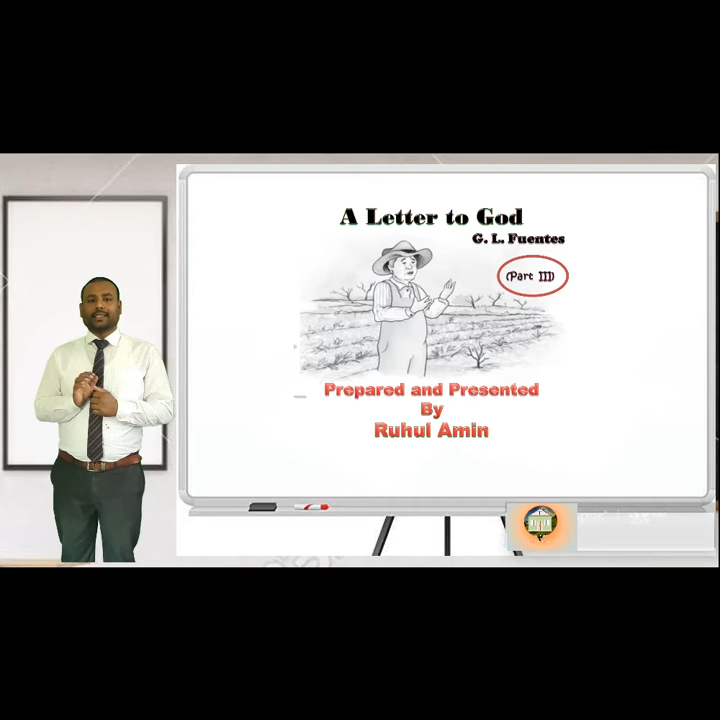 A Letter to God
G. L. Fuentes
(Part III)
Prepared and Presented
By
Ruhul Amin